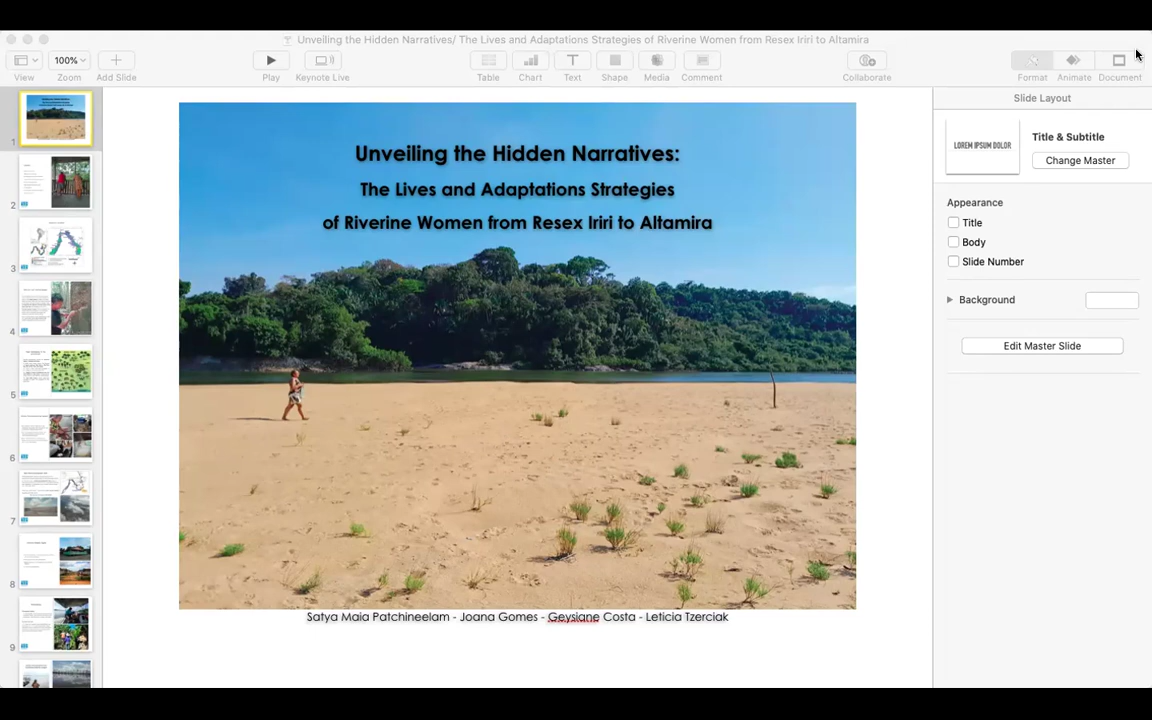 Unveiling the Hidden Narratives/ The Lives and Adaptations Strategies of Riverine Women from Resex Iriri to Altamira
100%
View
Zoom
Add Slide
Play
Keynote Live
Table
Chart
Text
Shape
Media
Comment
Collaborate
Format
Animate
Document
Slide Layout
LOREM IPSUM DOLOR
Title & Subtitle
Change Master
Appearance
Title
Body
Slide Number
Background
Edit Master Slide
1
2
3
4
5
6
7
8
9
Unveiling the Hidden Narratives:
The Lives and Adaptations Strategies
of Riverine Women from Resex Iriri to Altamira
Satya Maia Patchineelam - Joana Gomes - Geysiane Costa - Leticia Tzerciak